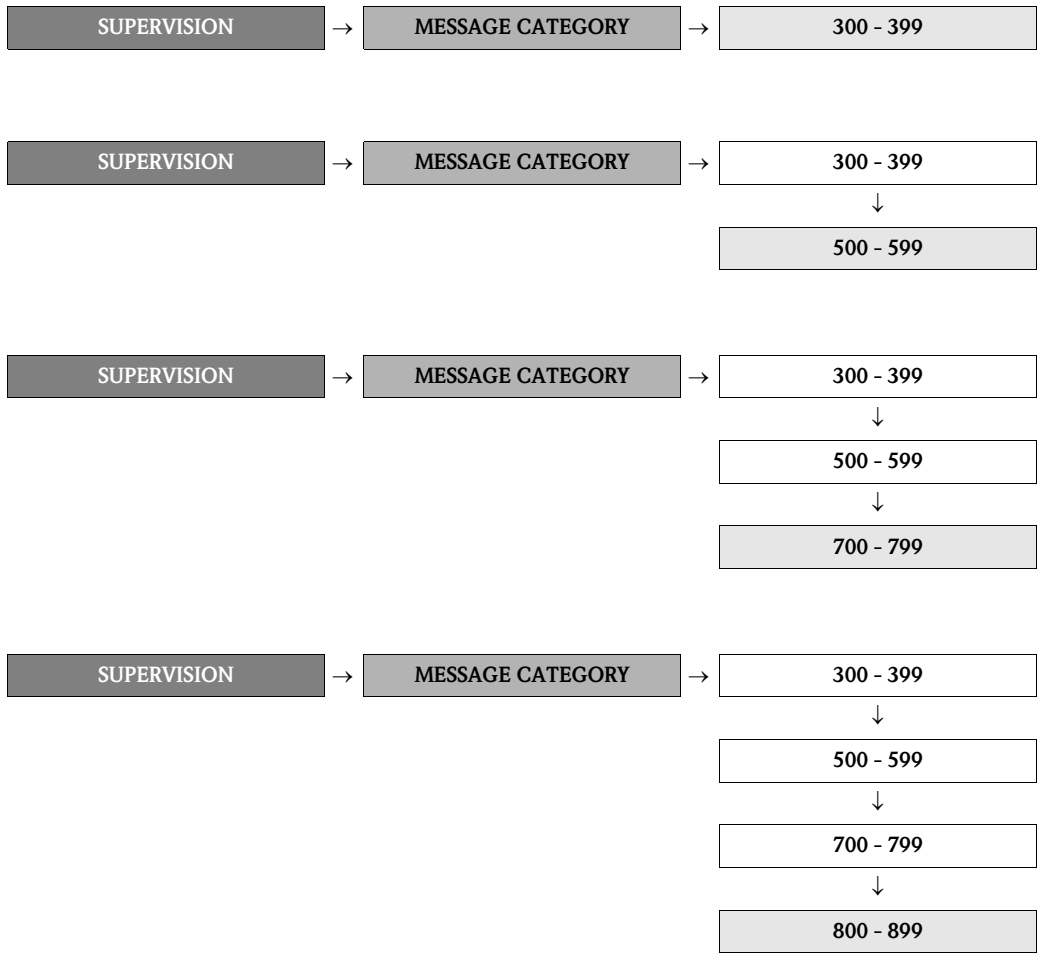 SUPERVISION → MESSAGE CATEGORY → 300 – 399
SUPERVISION → MESSAGE CATEGORY → 300 – 399
↓
500 – 599
SUPERVISION → MESSAGE CATEGORY → 300 – 399
↓
500 – 599
↓
700 – 799
SUPERVISION → MESSAGE CATEGORY → 300 – 399
↓
500 – 599
↓
700 – 799
↓
800 – 899